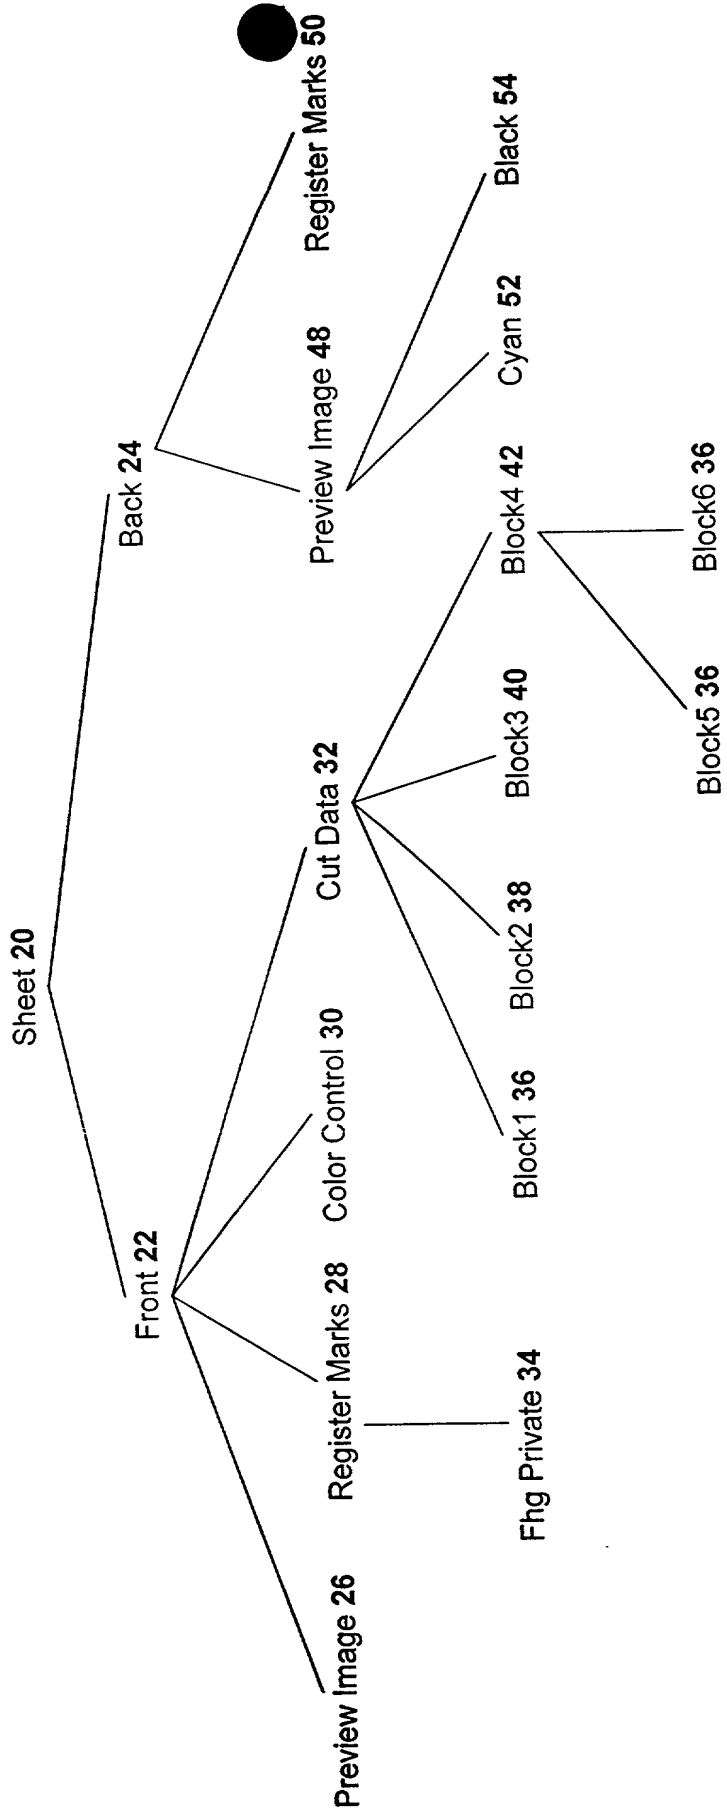 Sheet 20
Front 22
Back 24
Preview Image 26
Register Marks 28
Color Control 30
Cut Data 32
Preview Image 48
Register Marks 50
Fhg Private 34
Block1 36
Block2 38
Block3 40
Block4 42
Cyan 52
Black 54
Block5 36
Block6 36